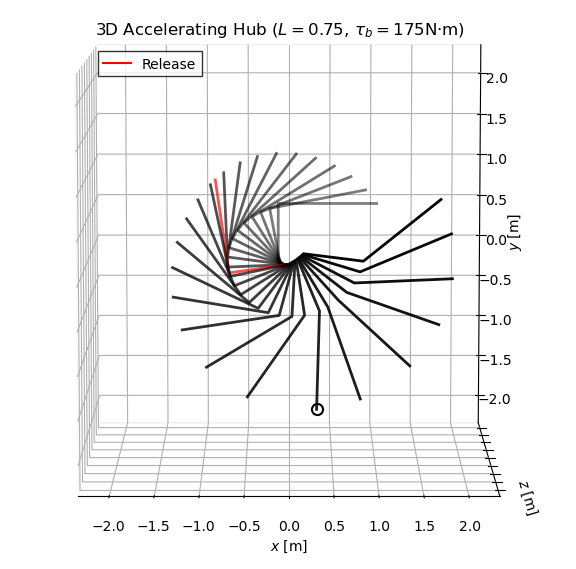 3D Accelerating Hub (L = 0.75, τ_b = 175N·m)
Release
2.0
1.5
1.0
0.5
0.0
−0.5
−1.0
−1.5
−2.0
y [m]
z [m]
−2.0 −1.5 −1.0 −0.5 0.0 0.5 1.0 1.5 2.0
x [m]